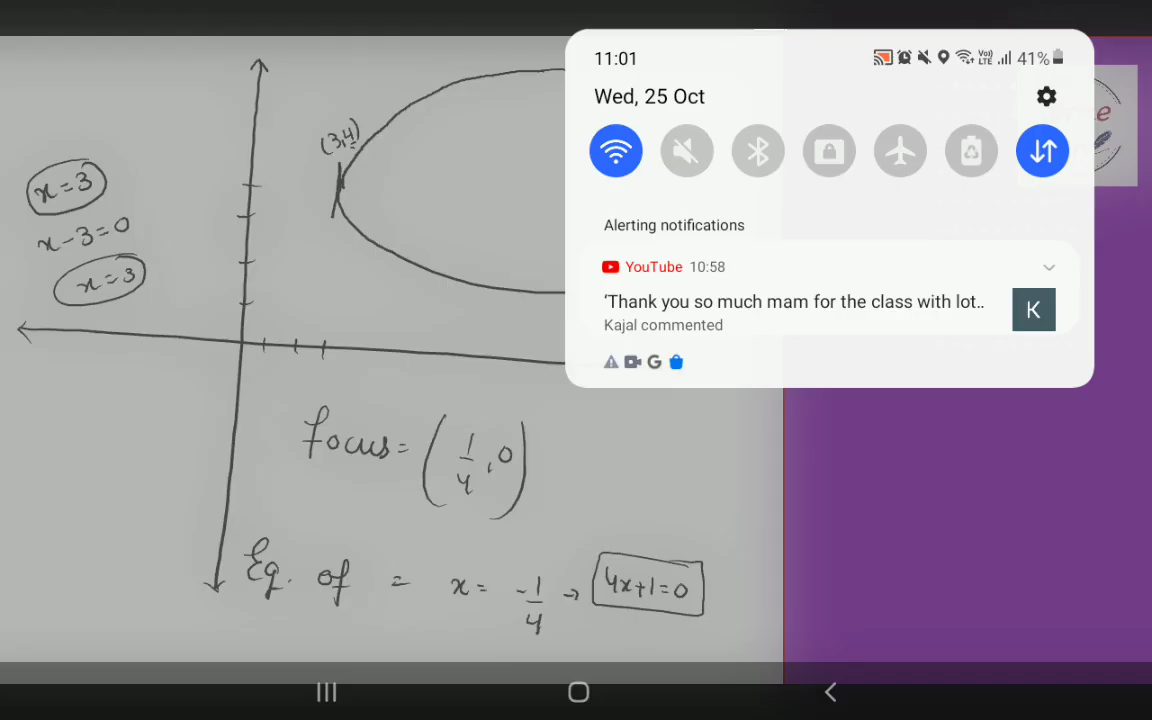 11:01
Vo)) LTE 41%
Wed, 25 Oct
Alerting notifications
YouTube 10:58
‘Thank you so much mam for the class with lot..
Kajal commented
K
G
(3,4)
x=3
x-3=0
x=3
focus= (1/4, 0)
Eq. of = x= -1/4 → 4x+1=0